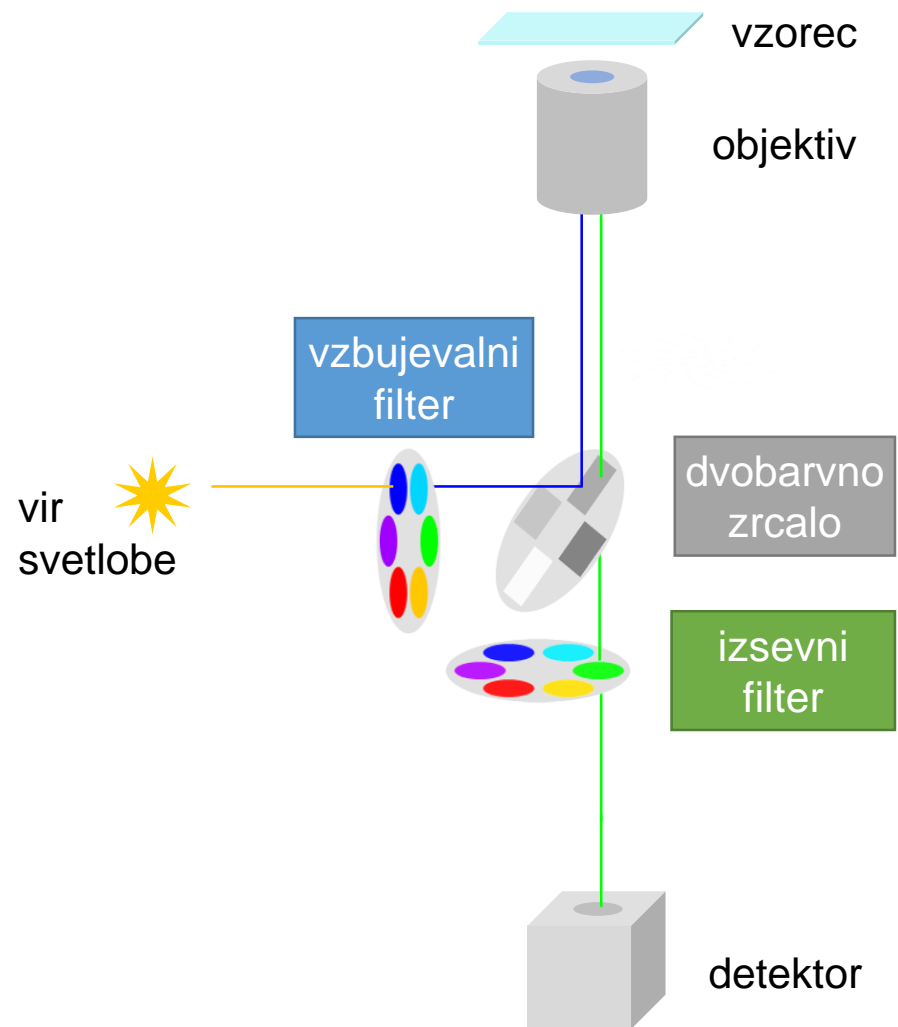 vzorec
objektiv
vzbujevalni
filter
vir
svetlobe
dvobarvno
zrcalo
izsevni
filter
detektor